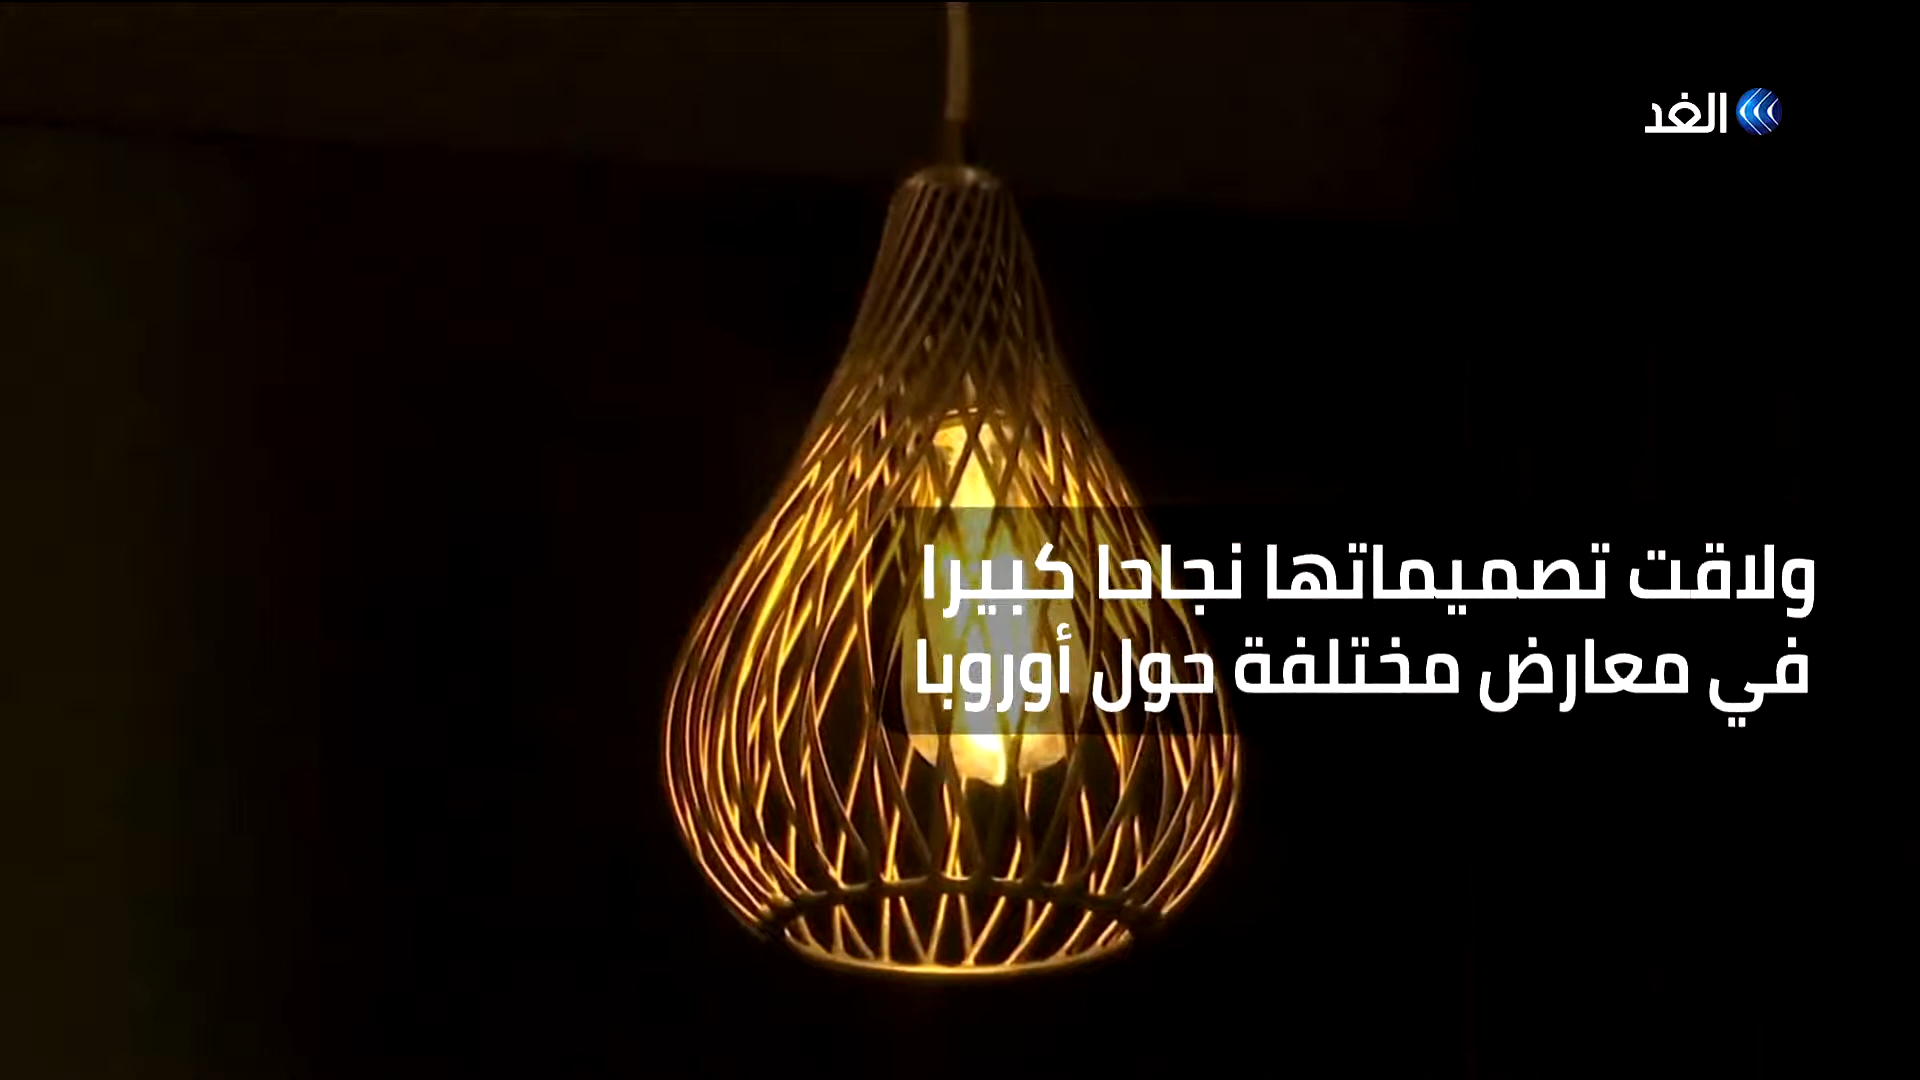 الغد
ولاقت تصميماتها نجاحا كبيرا
في معارض مختلفة حول أوروبا